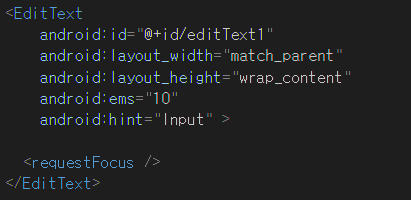 <EditText
android:id="@+id/editText1"
android:layout_width="match_parent"
android:layout_height="wrap_content"
android:ems="10"
android:hint="Input" >
<requestFocus />
</EditText>